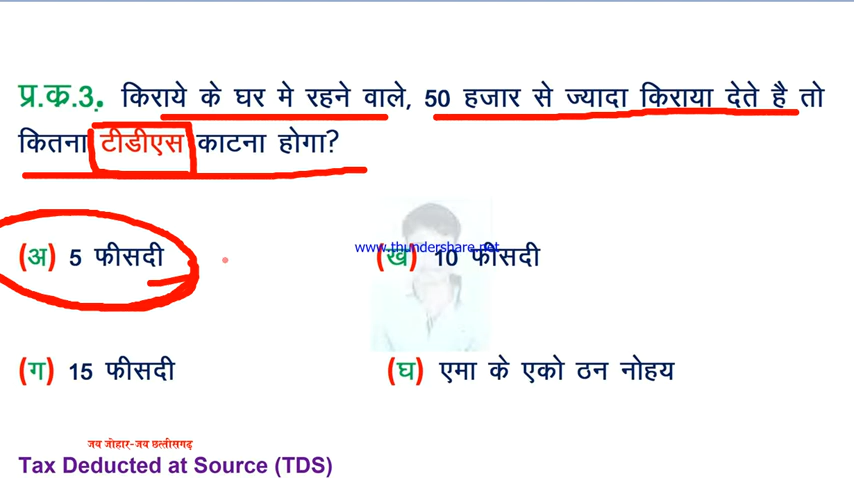 प्र.क.3. किराये के घर मे रहने वाले, 50 हजार से ज्यादा किराया देते है तो
कितना टीडीएस काटना होगा?
(अ) 5 फीसदी (ख) 10 फीसदी
www.thundershare.net
(ग) 15 फीसदी (घ) एमा के एको ठन नोहय
जय जोहार-जय छत्तीसगढ़
Tax Deducted at Source (TDS)